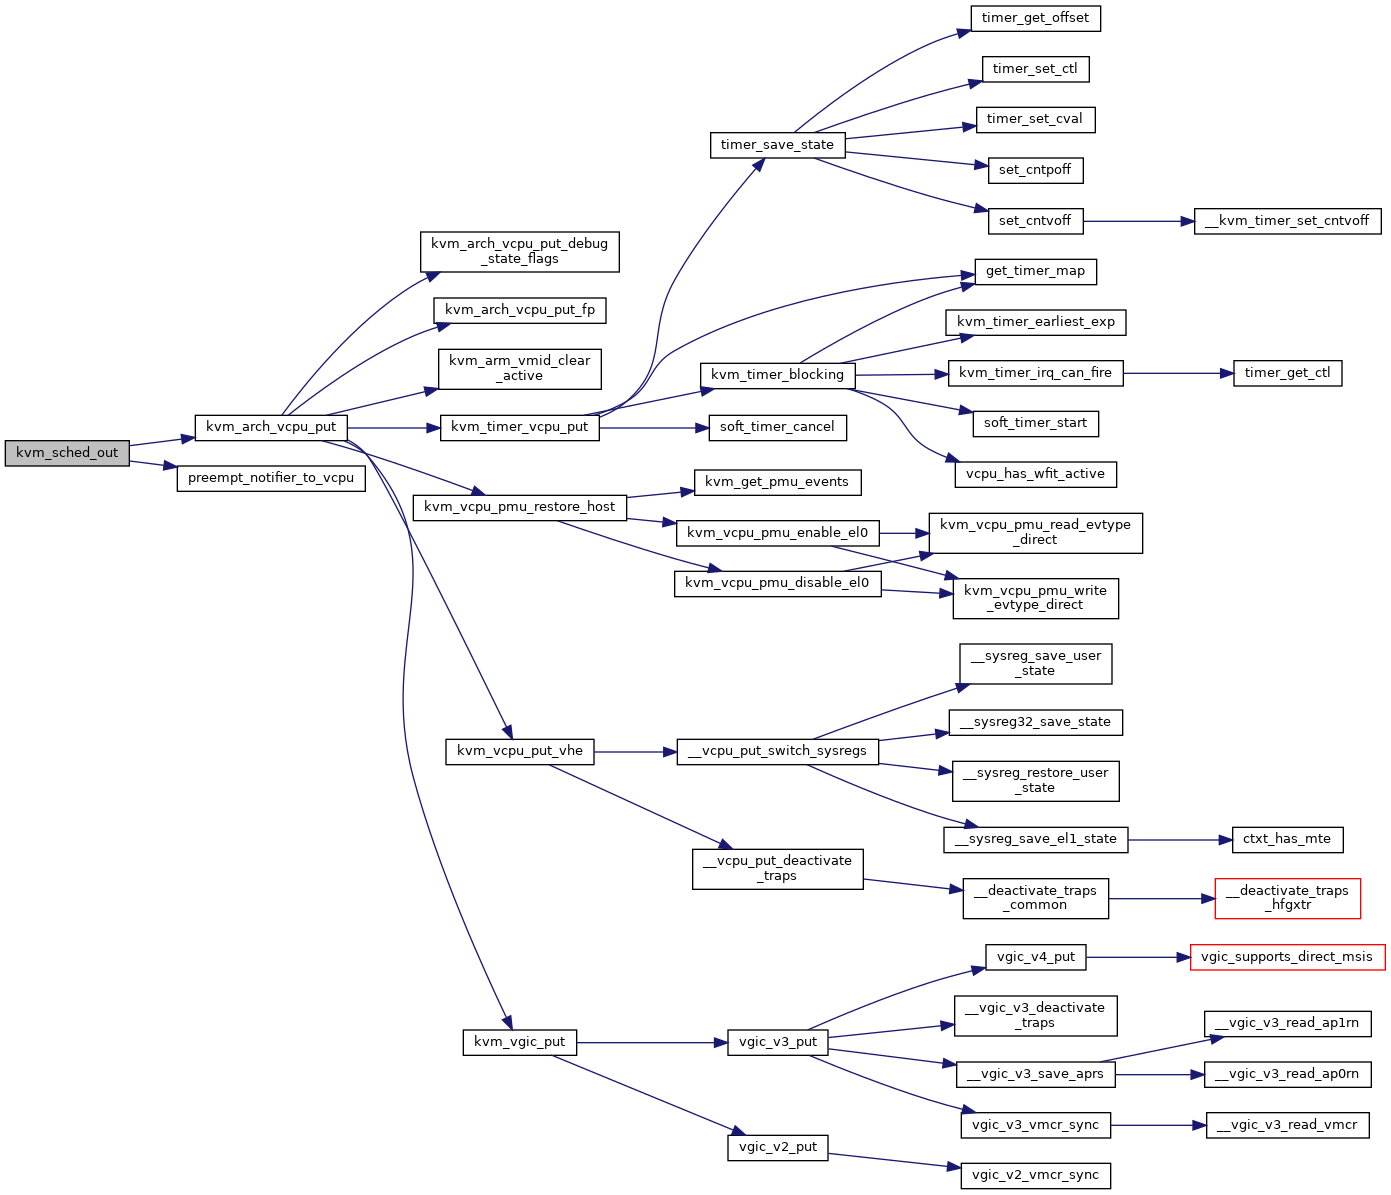 timer_get_offset
timer_set_ctl
timer_set_cval
timer_save_state
set_cntpoff
set_cntvoff
__kvm_timer_set_cntvoff
kvm_arch_vcpu_put_debug
_state_flags
get_timer_map
kvm_arch_vcpu_put_fp
kvm_timer_earliest_exp
kvm_arm_vmid_clear
_active
kvm_timer_blocking
kvm_timer_irq_can_fire
timer_get_ctl
kvm_arch_vcpu_put
kvm_timer_vcpu_put
soft_timer_cancel
soft_timer_start
kvm_sched_out
preempt_notifier_to_vcpu
vcpu_has_wfit_active
kvm_get_pmu_events
kvm_vcpu_pmu_restore_host
kvm_vcpu_pmu_enable_el0
kvm_vcpu_pmu_read_evtype
_direct
kvm_vcpu_pmu_disable_el0
kvm_vcpu_pmu_write
_evtype_direct
__sysreg_save_user
_state
__sysreg32_save_state
kvm_vcpu_put_vhe
__vcpu_put_switch_sysregs
__sysreg_restore_user
_state
__sysreg_save_el1_state
ctxt_has_mte
__vcpu_put_deactivate
_traps
__deactivate_traps
_common
__deactivate_traps
_hfgxtr
vgic_v4_put
vgic_supports_direct_msis
__vgic_v3_deactivate
_traps
__vgic_v3_read_ap1rn
kvm_vgic_put
vgic_v3_put
__vgic_v3_save_aprs
__vgic_v3_read_ap0rn
vgic_v3_vmcr_sync
__vgic_v3_read_vmcr
vgic_v2_put
vgic_v2_vmcr_sync